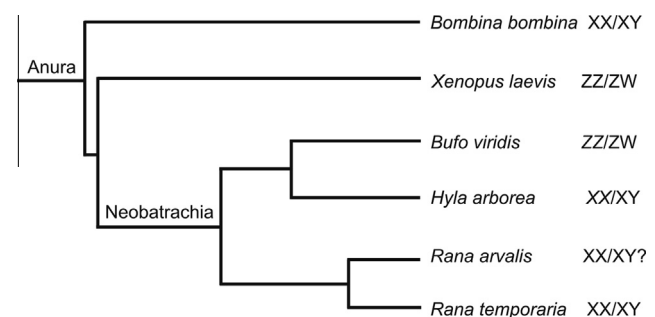 Bombina bombina XX/XY
Anura
Xenopus laevis ZZ/ZW
Bufo viridis ZZ/ZW
Hyla arborea XX/XY
Neobatrachia
Rana arvalis XX/XY?
Rana temporaria XX/XY